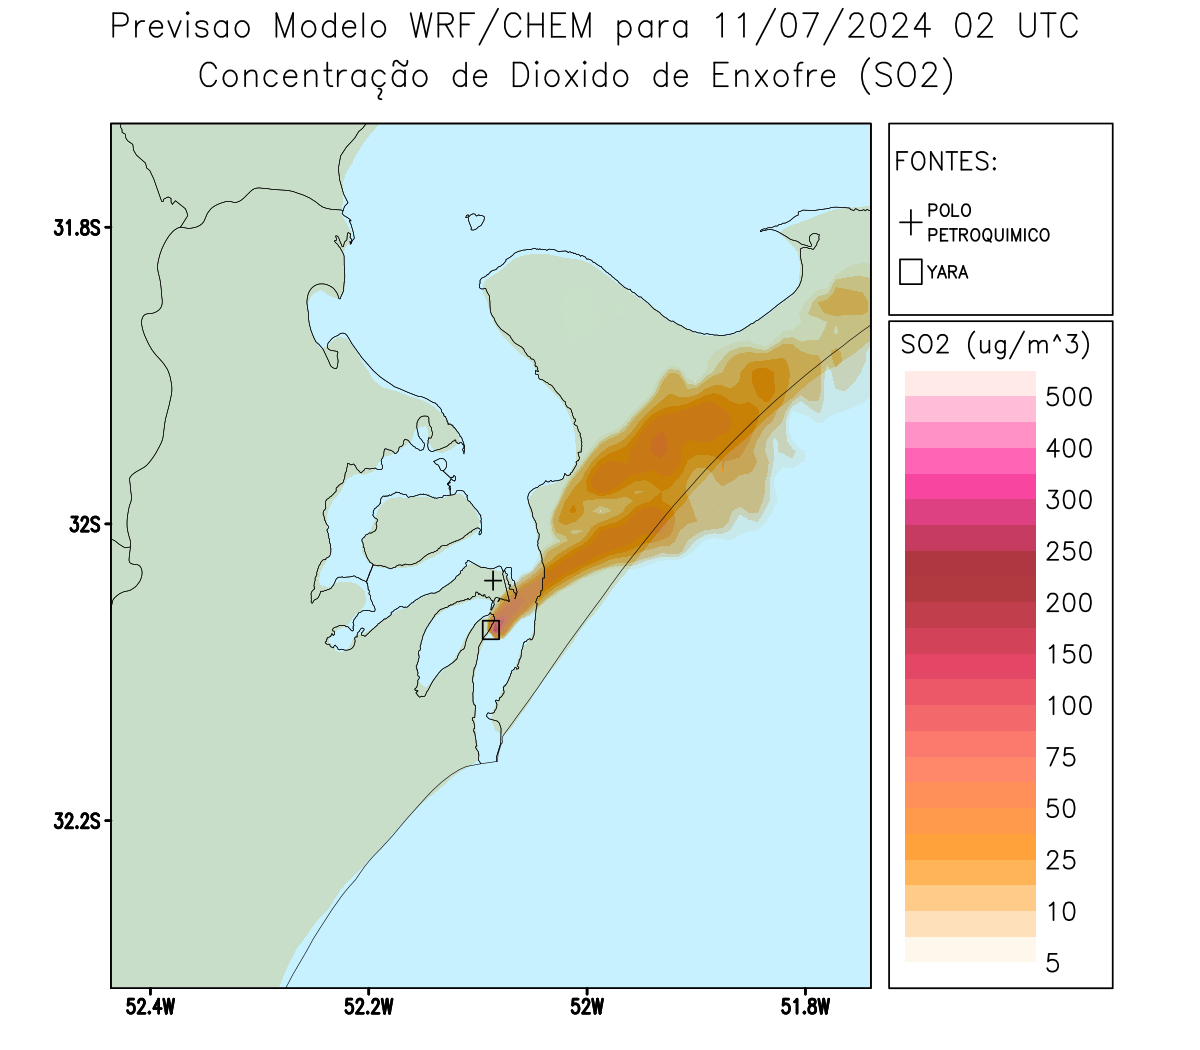 Previsao Modelo WRF/CHEM para 11/07/2024 02 UTC
Concentração de Dioxido de Enxofre (SO2)
FONTES:
POLO
PETROQUIMICO
YARA
31.8S
32S
32.2S
52.4W
52.2W
52W
51.8W
SO2 (ug/m^3)
500
400
300
250
200
150
100
75
50
25
10
5